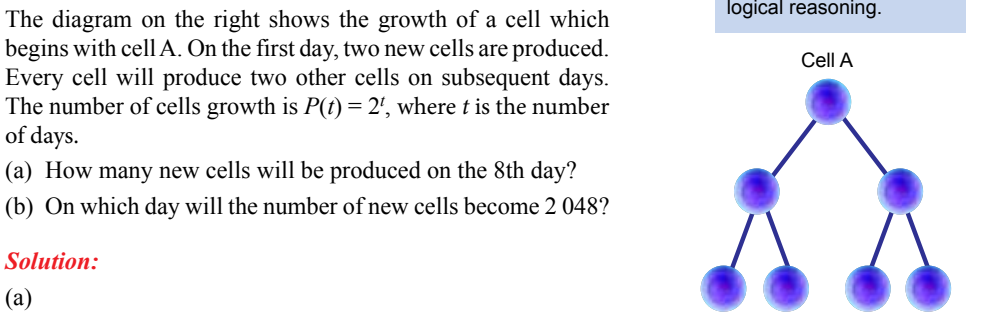 The diagram on the right shows the growth of a cell which
begins with cell A. On the first day, two new cells are produced.
Every cell will produce two other cells on subsequent days.
The number of cells growth is P(t) = 2ᵗ, where t is the number
of days.
(a) How many new cells will be produced on the 8th day?
(b) On which day will the number of new cells become 2 048?
Solution:
(a)
logical reasoning.
Cell A